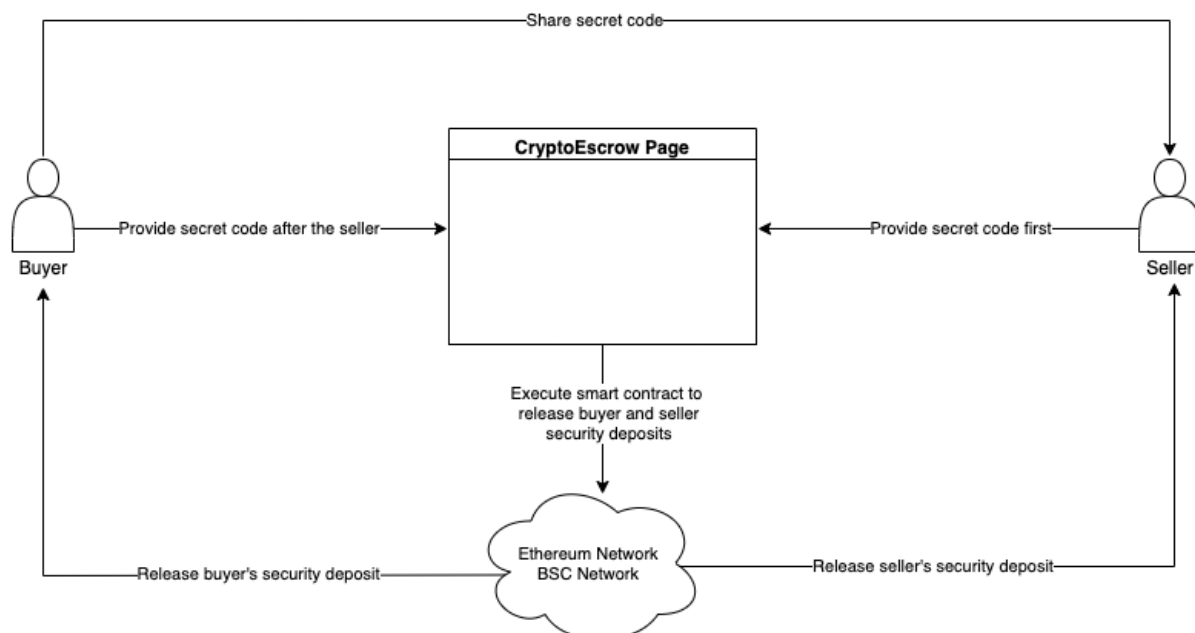 Share secret code
CryptoEscrow Page
Provide secret code after the seller
Provide secret code first
Buyer
Seller
Execute smart contract to
release buyer and seller
security deposits
Ethereum Network
BSC Network
Release buyer's security deposit
Release seller's security deposit